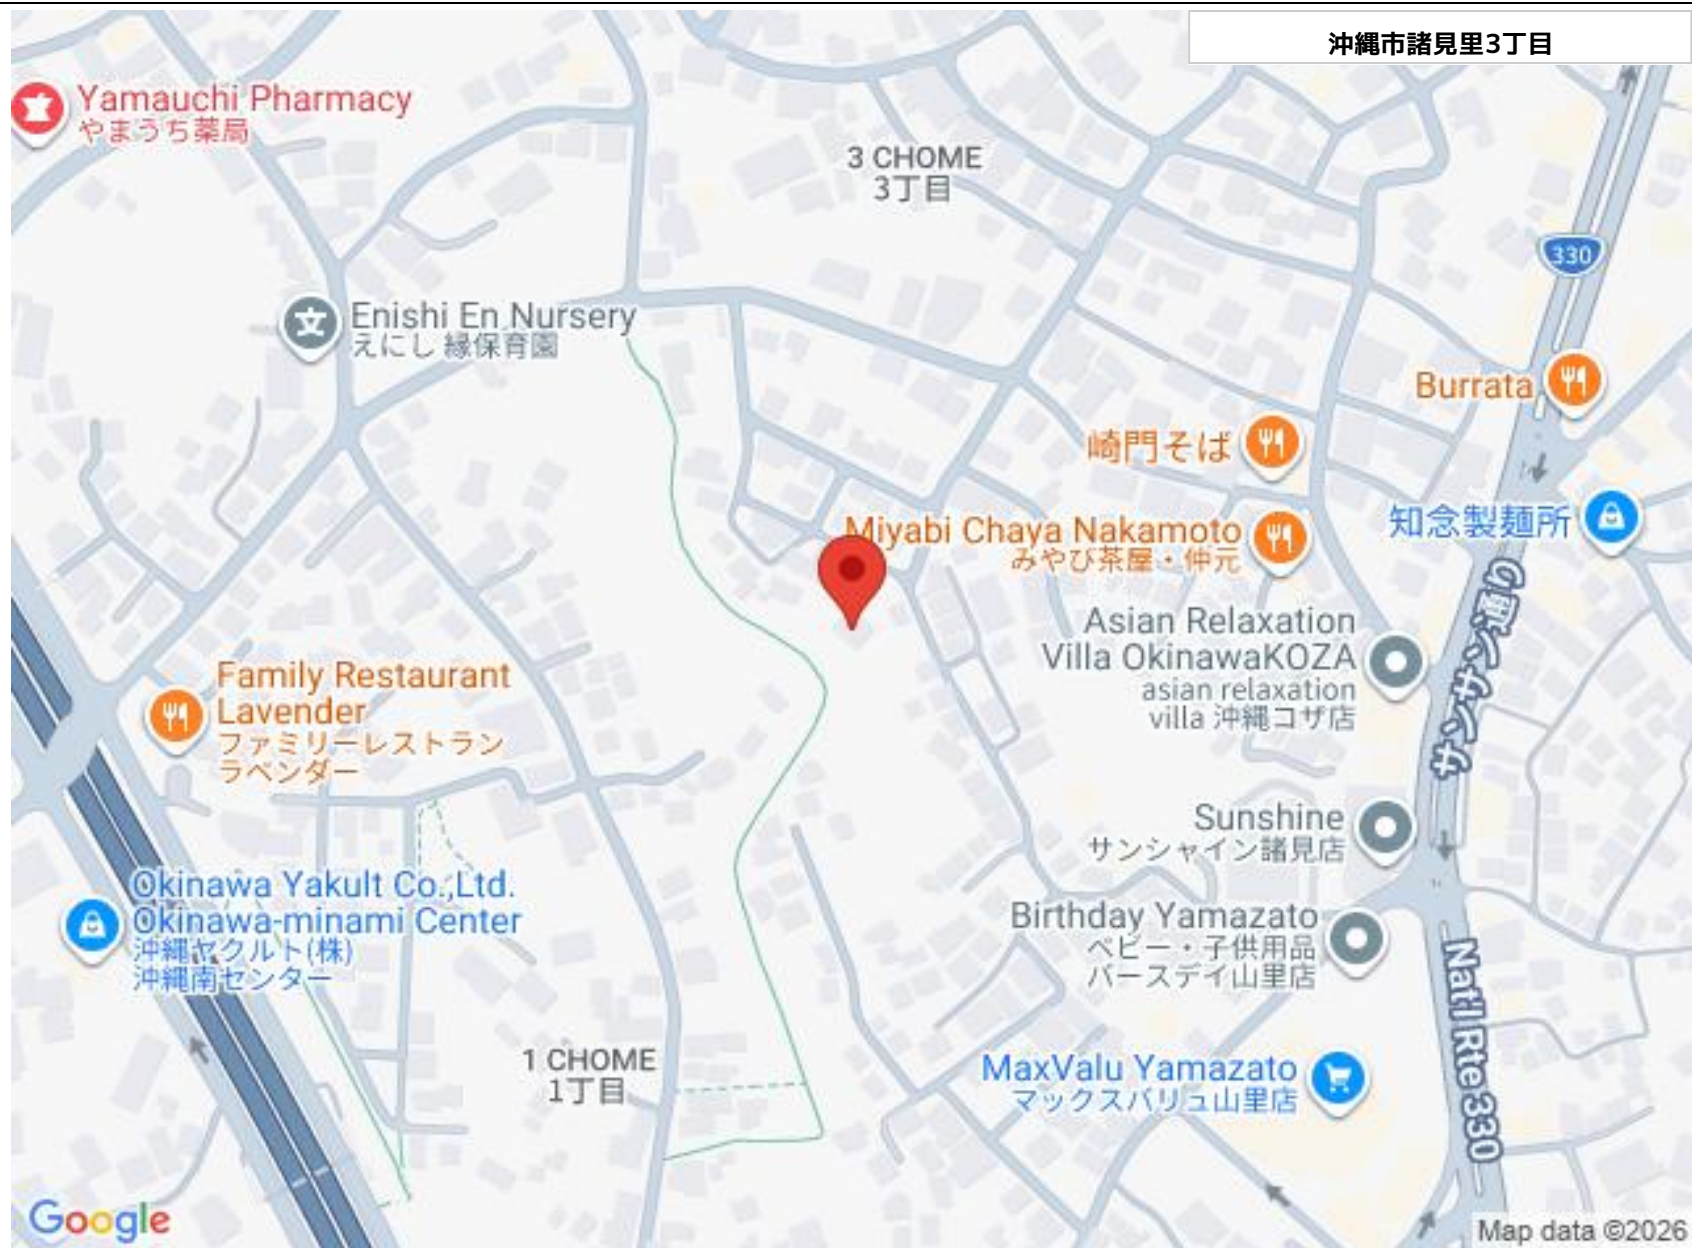 沖縄市諸見里3丁目
Yamauchi Pharmacy
やまうち薬局
3 CHOME
3丁目
330
Enishi En Nursery
えにし 縁保育園
Burrata
崎門そば
知念製麺所
Miyabi Chaya Nakamoto
みやび茶屋・仲元
サンサン通り
Asian Relaxation
Villa OkinawaKOZA
asian relaxation
villa 沖縄コザ店
Family Restaurant
Lavender
ファミリーレストラン
ラベンダー
Sunshine
サンシャイン諸見店
Okinawa Yakult Co.,Ltd.
Okinawa-minami Center
沖縄ヤクルト(株)
沖縄南センター
Birthday Yamazato
ベビー・子供用品
バースデイ山里店
Nat'l Rte 330
1 CHOME
1丁目
MaxValu Yamazato
マックスバリュ山里店
Google
Map data ©2026